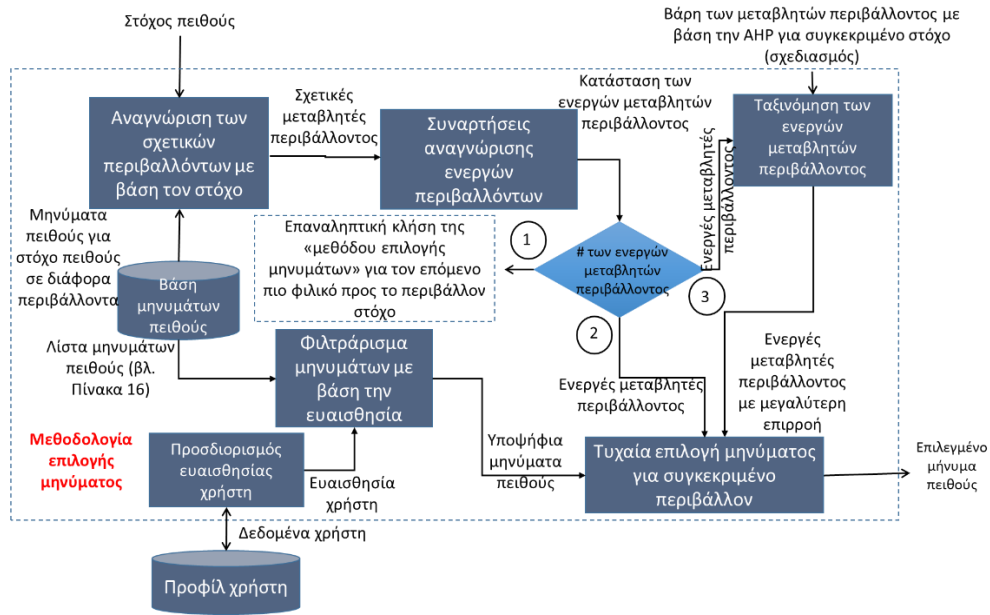 Στόχος πειθούς
Βάρη των μεταβλητών περιβάλλοντος με
βάση την AHP για συγκεκριμένο στόχο
(σχεδιασμός)
Αναγνώριση των
σχετικών
περιβαλλόντων με
βάση τον στόχο
Σχετικές
μεταβλητές
περιβάλλοντος
Συναρτήσεις
αναγνώρισης
ενεργών
περιβαλλόντων
Κατάσταση των
ενεργών μεταβλητών
περιβάλλοντος
Ταξινόμηση των
ενεργών
μεταβλητών
περιβάλλοντος
Ενεργές μεταβλητές
περιβάλλοντος
Μηνύματα
πειθούς για
στόχο πειθούς
σε διάφορα
περιβάλλοντα
Επαναληπτική κλήση της
«μεθόδου επιλογής
μηνυμάτων» για τον επόμενο
πιο φιλικό προς το περιβάλλον
στόχο
1
# των ενεργών
μεταβλητών
περιβάλλοντος
3
2
Βάση
μηνυμάτων
πειθούς
Λίστα μηνυμάτων
πειθούς (βλ.
Πίνακα 16)
Φιλτράρισμα
μηνυμάτων με
βάση την
ευαισθησία
Ενεργές μεταβλητές
περιβάλλοντος
Ενεργές
μεταβλητές
περιβάλλοντος
με μεγαλύτερη
επιρροή
Μεθοδολογία
επιλογής
μηνύματος
Προσδιορισμός
ευαισθησίας
χρήστη
Ευαισθησία
χρήστη
Υποψήφια
μηνύματα
πειθούς
Τυχαία επιλογή μηνύματος
για συγκεκριμένο
περιβάλλον
Επιλεγμένο
μήνυμα
πειθούς
Δεδομένα χρήστη
Προφίλ χρήστη